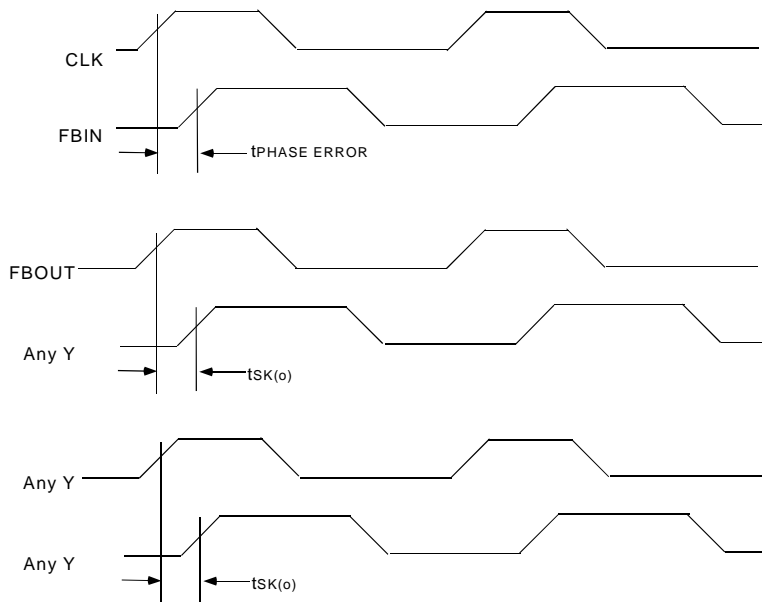 CLK
FBIN
tPHASE ERROR
FBOUT
Any Y
tSK(o)
Any Y
Any Y
tSK(o)